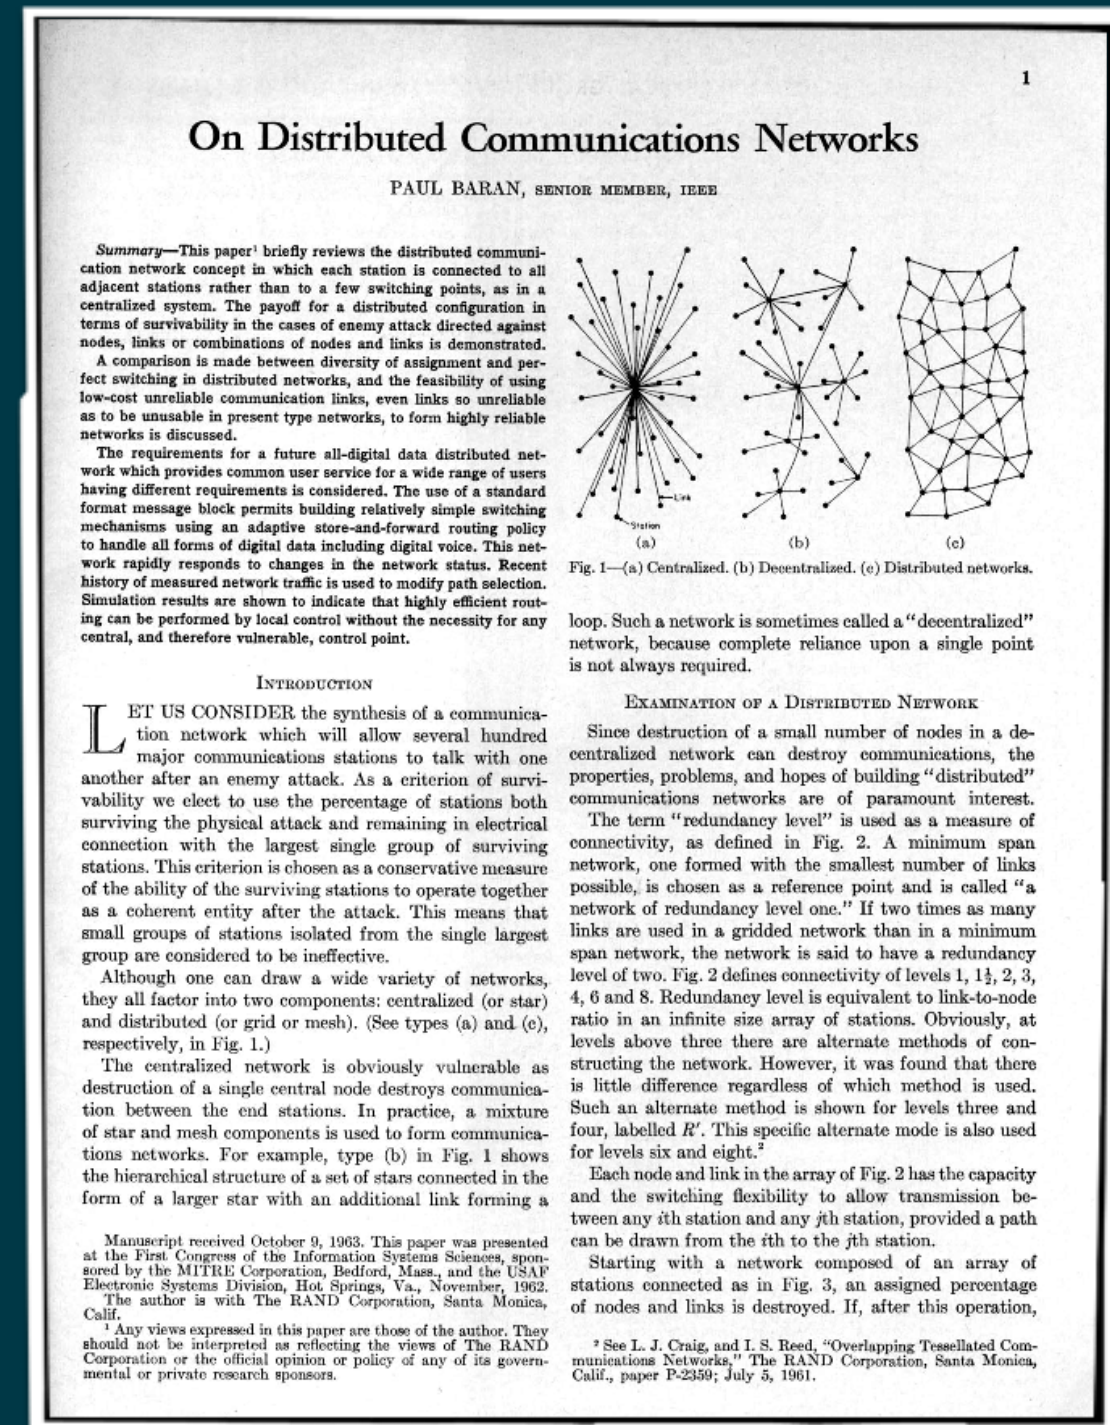 1
On Distributed Communications Networks
PAUL BARAN, SENIOR MEMBER, IEEE
Summary—This paper¹ briefly reviews the distributed communi-
cation network concept in which each station is connected to all
adjacent stations rather than to a few switching points, as in a
centralized system. The payoff for a distributed configuration in
terms of survivability in the cases of enemy attack directed against
nodes, links or combinations of nodes and links is demonstrated.
A comparison is made between diversity of assignment and per-
fect switching in distributed networks, and the feasibility of using
low-cost unreliable communication links, even links so unreliable
as to be unusable in present type networks, to form highly reliable
networks is discussed.
The requirements for a future all-digital data distributed net-
work which provides common user service for a wide range of users
having different requirements is considered. The use of a standard
format message block permits building relatively simple switching
mechanisms using an adaptive store-and-forward routing policy
to handle all forms of digital data including digital voice. This net-
work rapidly responds to changes in the network status. Recent
history of measured network traffic is used to modify path selection.
Simulation results are shown to indicate that highly efficient rout-
ing can be performed by local control without the necessity for any
central, and therefore vulnerable, control point.
INTRODUCTION
LET US CONSIDER the synthesis of a communica-
tion network which will allow several hundred
major communications stations to talk with one
another after an enemy attack. As a criterion of survi-
vability we elect to use the percentage of stations both
surviving the physical attack and remaining in electrical
connection with the largest single group of surviving
stations. This criterion is chosen as a conservative measure
of the ability of the surviving stations to operate together
as a coherent entity after the attack. This means that
small groups of stations isolated from the single largest
group are considered to be ineffective.
Although one can draw a wide variety of networks,
they all factor into two components: centralized (or star)
and distributed (or grid or mesh). (See types (a) and (c),
respectively, in Fig. 1.)
The centralized network is obviously vulnerable as
destruction of a single central node destroys communica-
tion between the end stations. In practice, a mixture
of star and mesh components is used to form communica-
tions networks. For example, type (b) in Fig. 1 shows
the hierarchical structure of a set of stars connected in the
form of a larger star with an additional link forming a
Manuscript received October 9, 1963. This paper was presented
at the First Congress of the Information Systems Sciences, spon-
sored by the MITRE Corporation, Bedford, Mass., and the USAF
Electronic Systems Division, Hot Springs, Va., November, 1962.
The author is with The RAND Corporation, Santa Monica,
Calif.
¹ Any views expressed in this paper are those of the author. They
should not be interpreted as reflecting the views of The RAND
Corporation or the official opinion or policy of any of its govern-
mental or private research sponsors.
Link
Station
(a)
(b)
(c)
Fig. 1—(a) Centralized. (b) Decentralized. (c) Distributed networks.
loop. Such a network is sometimes called a "decentralized"
network, because complete reliance upon a single point
is not always required.
EXAMINATION OF A DISTRIBUTED NETWORK
Since destruction of a small number of nodes in a de-
centralized network can destroy communications, the
properties, problems, and hopes of building "distributed"
communications networks are of paramount interest.
The term "redundancy level" is used as a measure of
connectivity, as defined in Fig. 2. A minimum span
network, one formed with the smallest number of links
possible, is chosen as a reference point and is called "a
network of redundancy level one." If two times as many
links are used in a gridded network than in a minimum
span network, the network is said to have a redundancy
level of two. Fig. 2 defines connectivity of levels 1, 1½, 2, 3,
4, 6 and 8. Redundancy level is equivalent to link-to-node
ratio in an infinite size array of stations. Obviously, at
levels above three there are alternate methods of con-
structing the network. However, it was found that there
is little difference regardless of which method is used.
Such an alternate method is shown for levels three and
four, labelled R'. This specific alternate mode is also used
for levels six and eight.²
Each node and link in the array of Fig. 2 has the capacity
and the switching flexibility to allow transmission be-
tween any ith station and any jth station, provided a path
can be drawn from the ith to the jth station.
Starting with a network composed of an array of
stations connected as in Fig. 3, an assigned percentage
of nodes and links is destroyed. If, after this operation,
² See L. J. Craig, and I. S. Reed, "Overlapping Tessellated Com-
munications Networks," The RAND Corporation, Santa Monica,
Calif., paper P-2359; July 5, 1961.